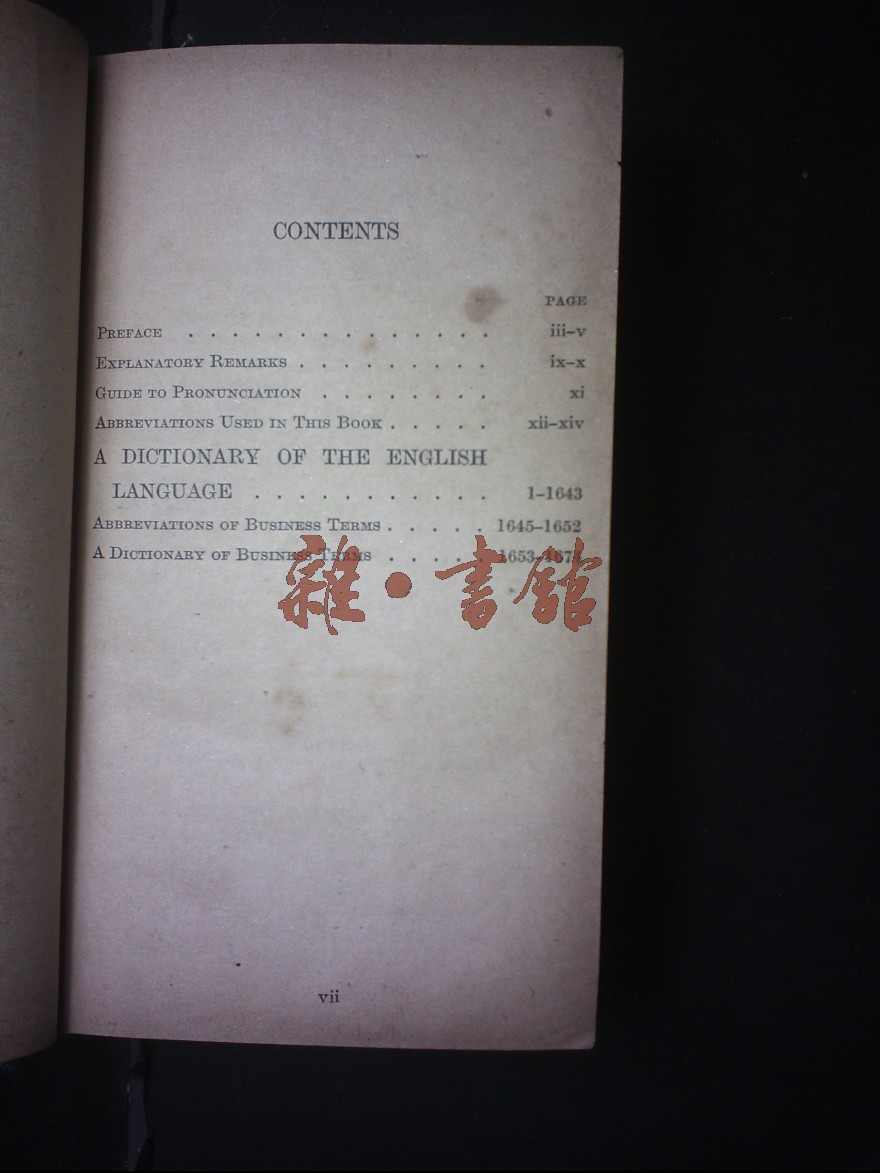 CONTENTS
PAGE
PREFACE . . . . . . . . . . . . . . iii–v
EXPLANATORY REMARKS . . . . . . . . . ix–x
GUIDE TO PRONUNCIATION . . . . . . . . xi
ABBREVIATIONS USED IN THIS BOOK . . . . . xii–xiv
A DICTIONARY OF THE ENGLISH
LANGUAGE . . . . . . . . . . . 1–1643
ABBREVIATIONS OF BUSINESS TERMS . . . . . 1645–1652
A DICTIONARY OF BUSINESS TERMS . . . . .
雜·書館
vii